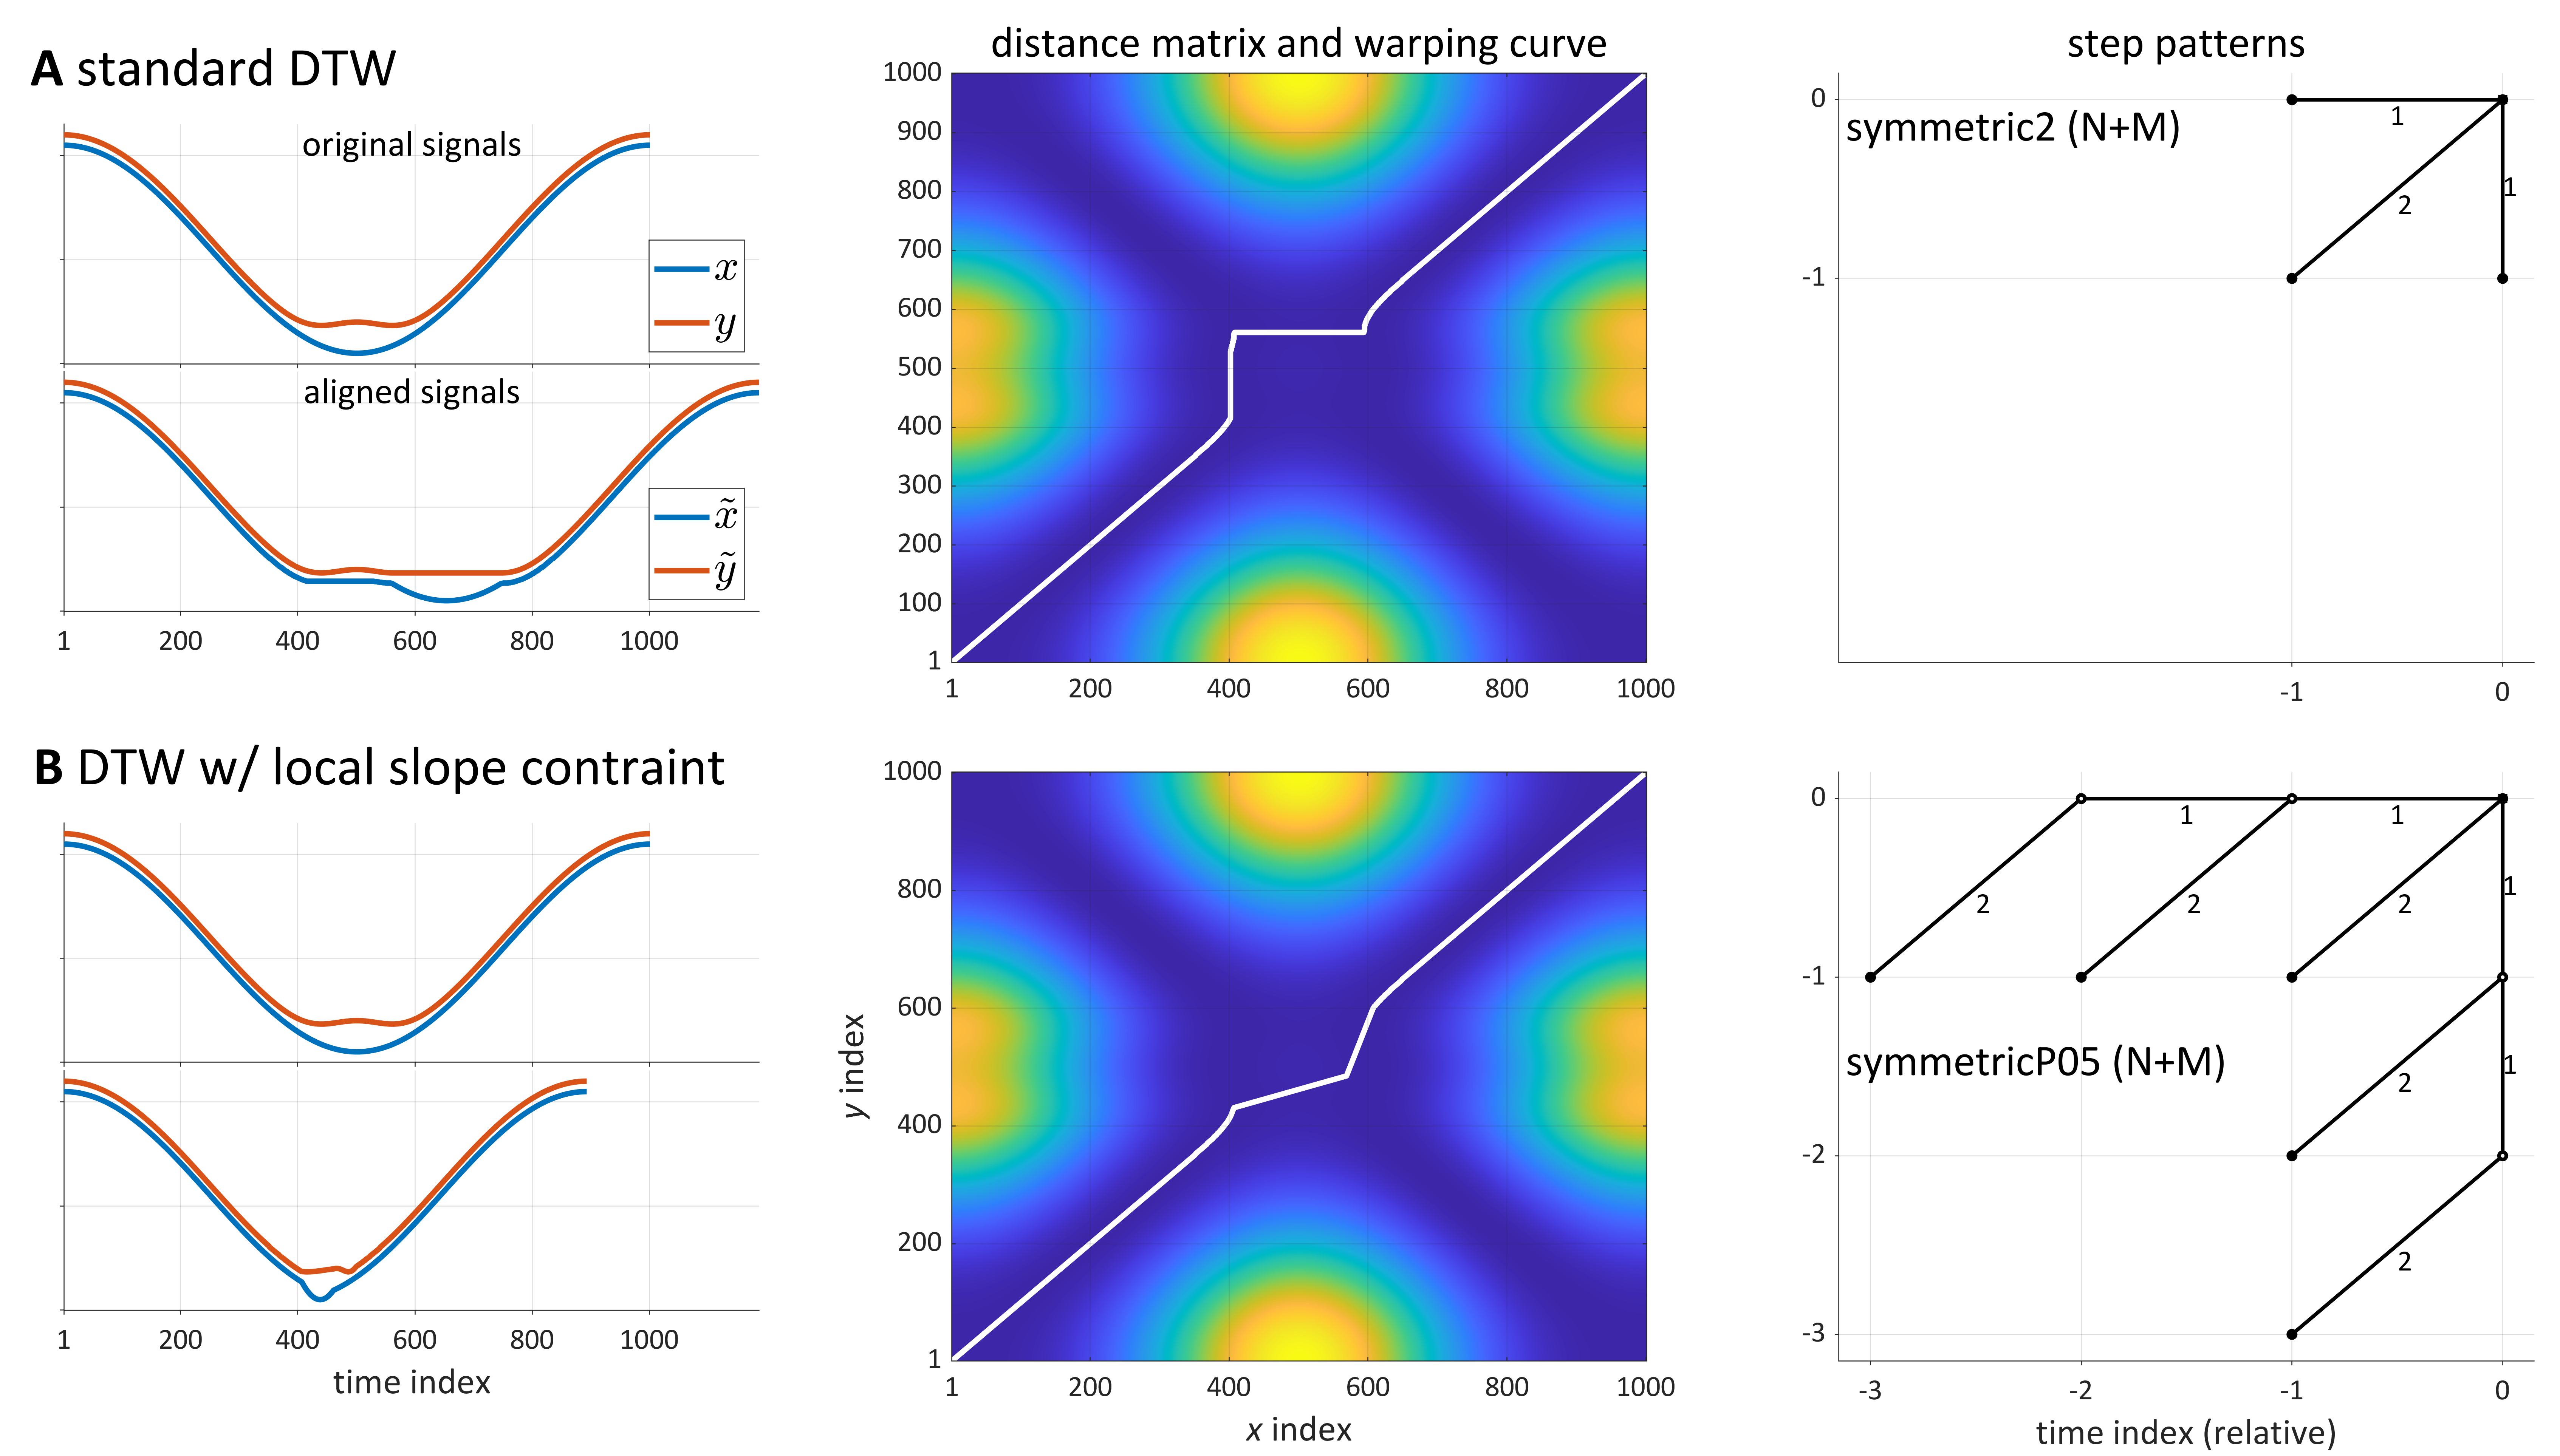 A standard DTW
original signals
x
y
aligned signals
x̃
ỹ
1 200 400 600 800 1000
distance matrix and warping curve
1000
900
800
700
600
500
400
300
200
100
1
1 200 400 600 800 1000
step patterns
0
symmetric2 (N+M)
1
1
2
-1
-1 0
B DTW w/ local slope contraint
1 200 400 600 800 1000
time index
1000
800
600
400
200
1
y index
1 200 400 600 800 1000
x index
0
1 1
1
2 2 2
-1
symmetricP05 (N+M)
1
2
-2
2
-3
-3 -2 -1 0
time index (relative)